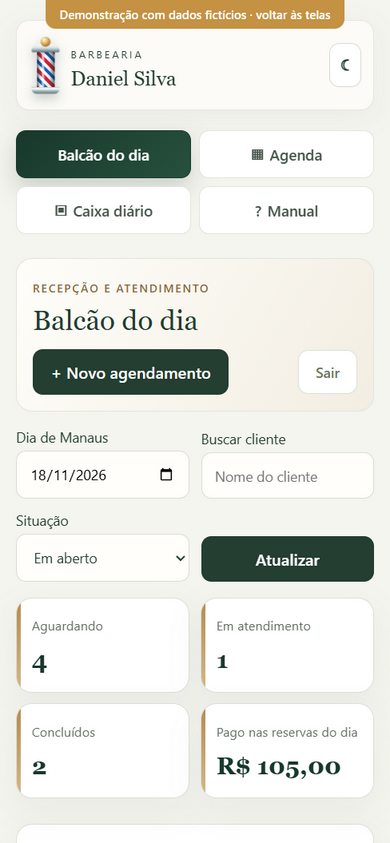 Demonstração com dados fictícios · voltar às telas
BARBEARIA
Daniel Silva
Balcão do dia
Agenda
Caixa diário
? Manual
RECEPÇÃO E ATENDIMENTO
Balcão do dia
+ Novo agendamento
Sair
Dia de Manaus
Buscar cliente
18/11/2026
Nome do cliente
Situação
Em aberto
Atualizar
Aguardando
Em atendimento
4
1
Concluídos
Pago nas reservas do dia
2
R$ 105,00